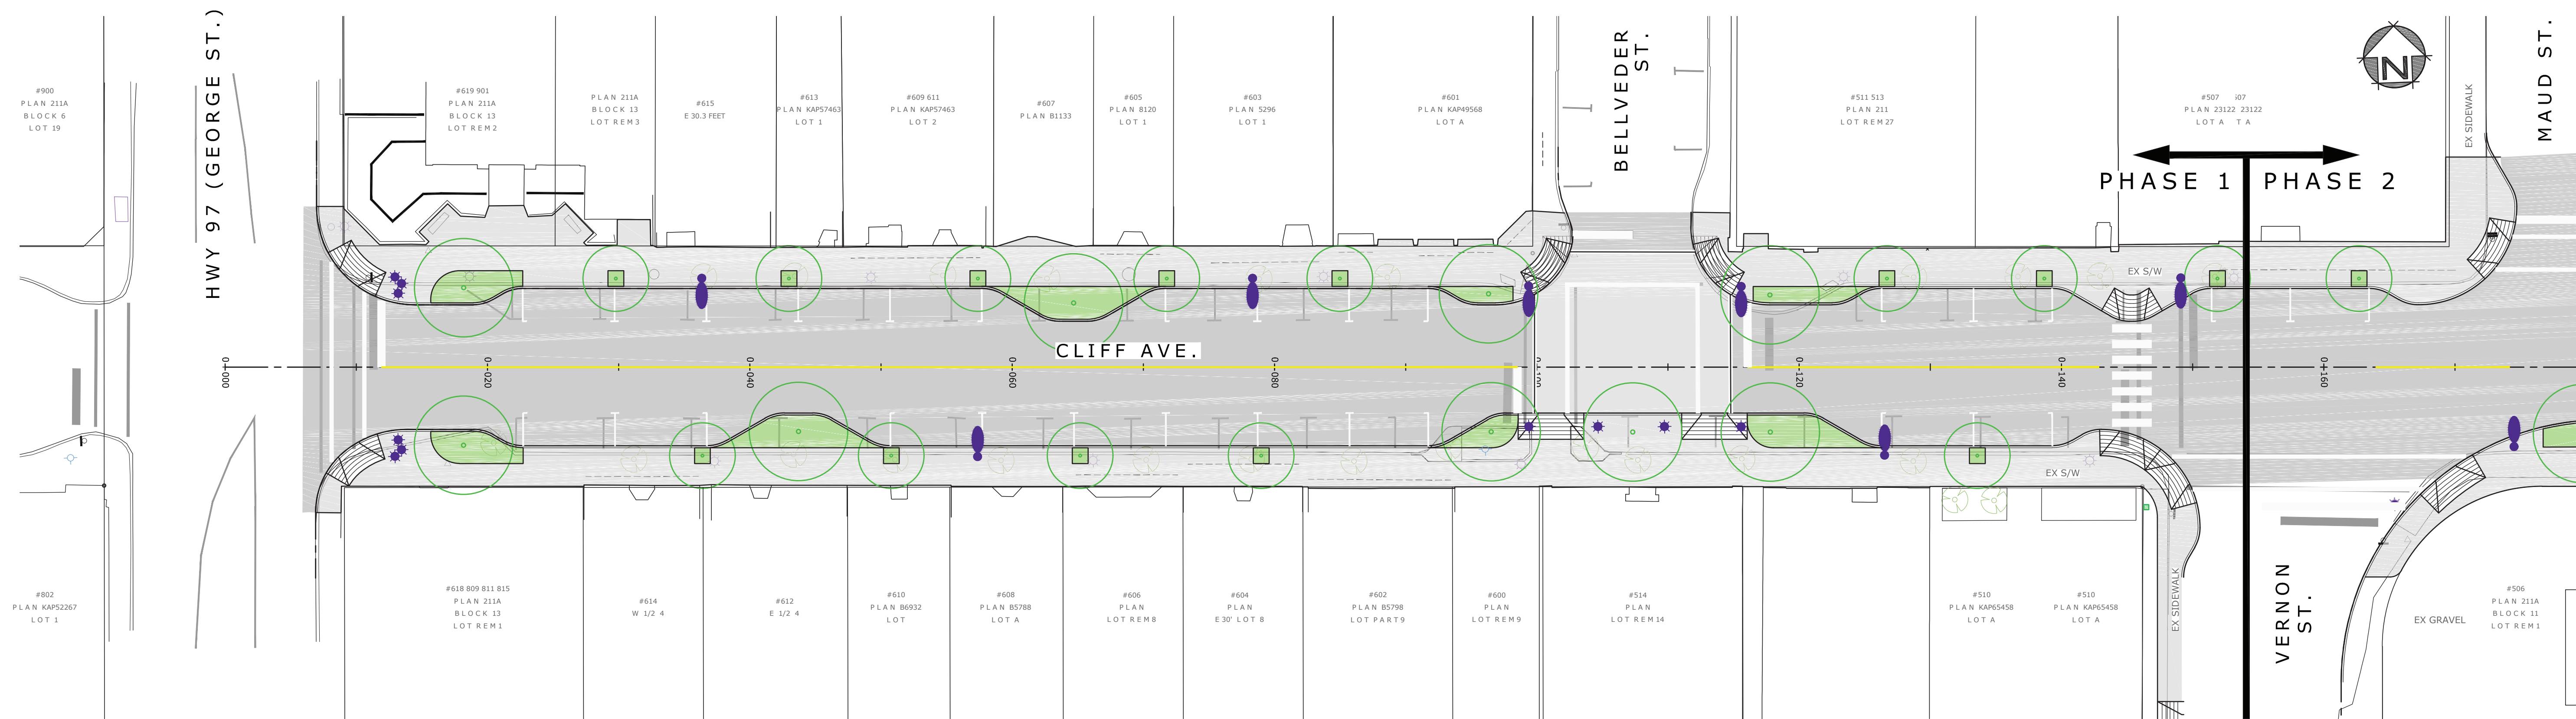 HWY 97 (GEORGE ST.)
BELLVEDER
ST.
MAUD ST.
N
#900
PLAN 211A
BLOCK 6
LOT 19
#619 901
PLAN 211A
BLOCK 13
LOT REM 2
PLAN 211A
BLOCK 13
LOT REM 3
#615
E 30.3 FEET
#613
PLAN KAP57463
LOT 1
#609 611
PLAN KAP57463
LOT 2
#607
PLAN B1133
#605
PLAN 8120
LOT 1
#603
PLAN 5296
LOT 1
#601
PLAN KAP49568
LOT A
#511 513
PLAN 211
LOT REM 27
#507
PLAN 23122 23122
LOT A T A
EX SIDEWALK
PHASE 1
PHASE 2
EX S/W
CLIFF AVE.
0+000
0+020
0+040
0+060
0+080
0+100
0+120
0+140
0+160
EX S/W
EX SIDEWALK
VERNON
ST.
EX GRAVEL
#802
PLAN KAP52267
LOT 1
#618 809 811 815
PLAN 211A
BLOCK 13
LOT REM 1
#614
W 1/2 4
#612
E 1/2 4
#610
PLAN B6932
LOT
#608
PLAN B5788
LOT A
#606
PLAN
LOT REM 8
#604
PLAN
E 30' LOT 8
#602
PLAN B5798
LOT PART 9
#600
PLAN
LOT REM 9
#514
PLAN
LOT REM 14
#510
PLAN KAP65458
LOT A
#510
PLAN KAP65458
LOT A
#506
PLAN 211A
BLOCK 11
LOT REM 1